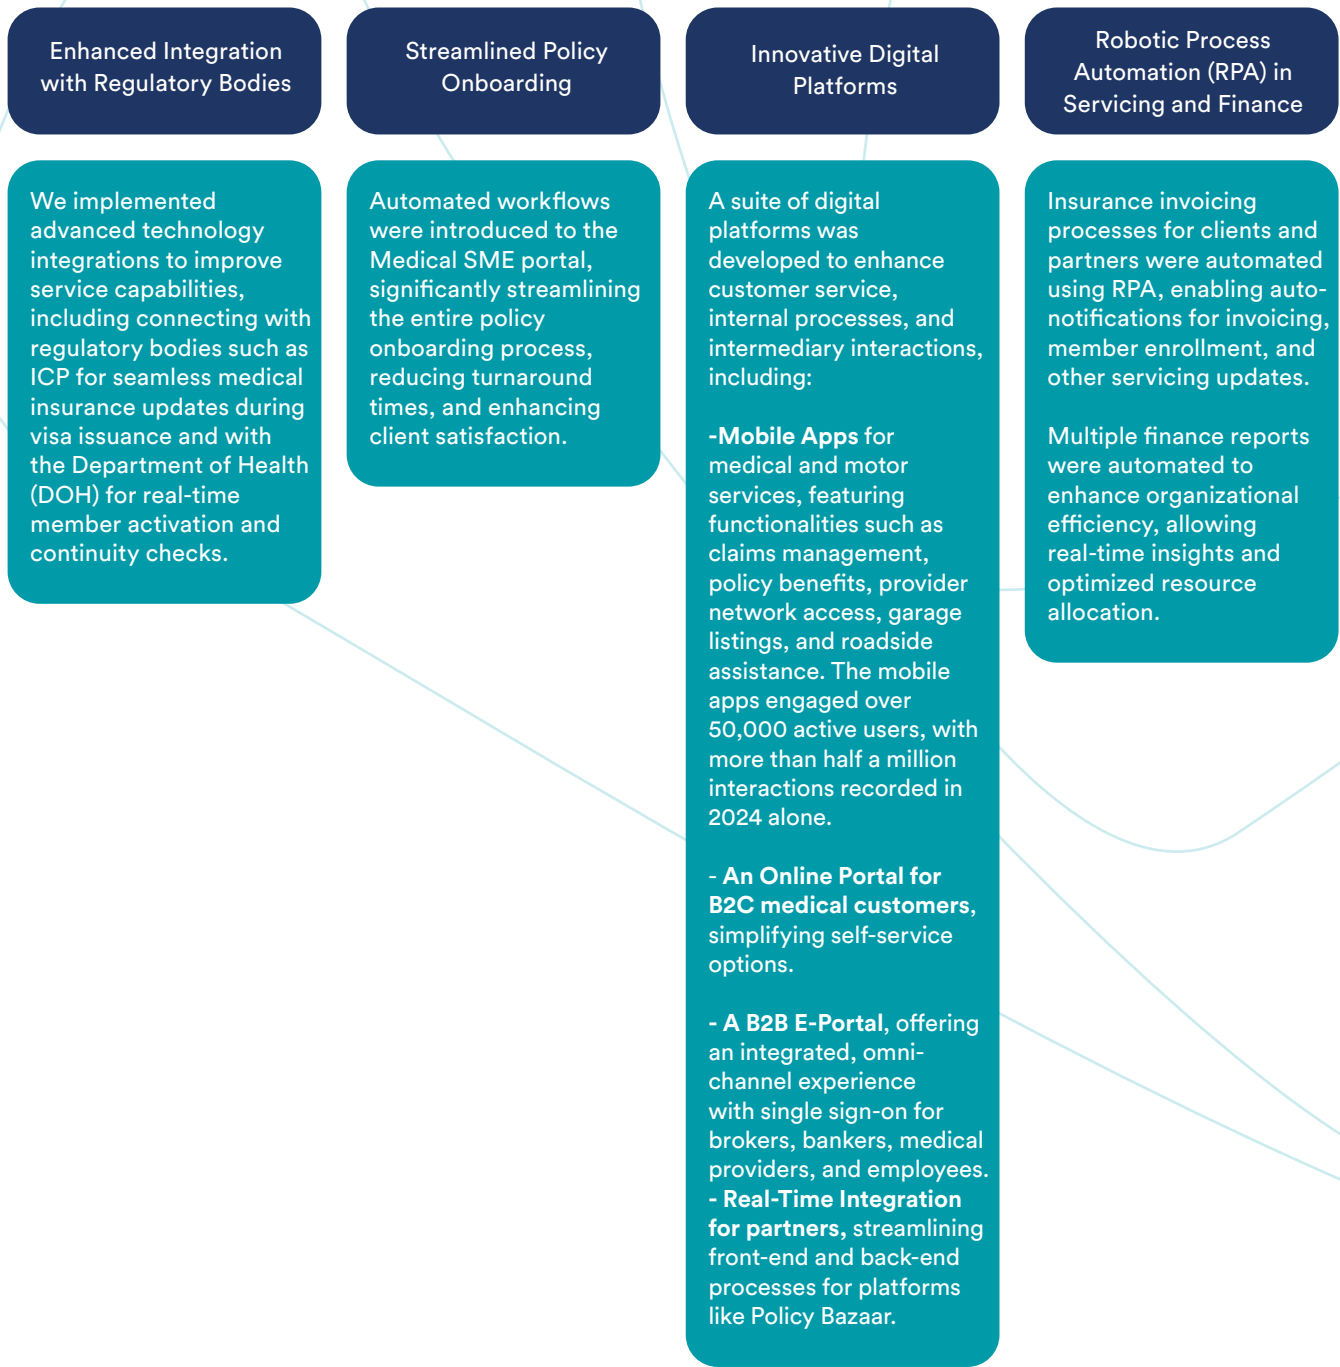 Enhanced Integration
with Regulatory Bodies
We implemented
advanced technology
integrations to improve
service capabilities,
including connecting with
regulatory bodies such as
ICP for seamless medical
insurance updates during
visa issuance and with
the Department of Health
(DOH) for real-time
member activation and
continuity checks.
Streamlined Policy
Onboarding
Automated workflows
were introduced to the
Medical SME portal,
significantly streamlining
the entire policy
onboarding process,
reducing turnaround
times, and enhancing
client satisfaction.
Innovative Digital
Platforms
A suite of digital
platforms was
developed to enhance
customer service,
internal processes, and
intermediary interactions,
including:
-Mobile Apps for
medical and motor
services, featuring
functionalities such as
claims management,
policy benefits, provider
network access, garage
listings, and roadside
assistance. The mobile
apps engaged over
50,000 active users, with
more than half a million
interactions recorded in
2024 alone.
- An Online Portal for
B2C medical customers,
simplifying self-service
options.
- A B2B E-Portal, offering
an integrated, omni-
channel experience
with single sign-on for
brokers, bankers, medical
providers, and employees.
- Real-Time Integration
for partners, streamlining
front-end and back-end
processes for platforms
like Policy Bazaar.
Robotic Process
Automation (RPA) in
Servicing and Finance
Insurance invoicing
processes for clients and
partners were automated
using RPA, enabling auto-
notifications for invoicing,
member enrollment, and
other servicing updates.
Multiple finance reports
were automated to
enhance organizational
efficiency, allowing
real-time insights and
optimized resource
allocation.